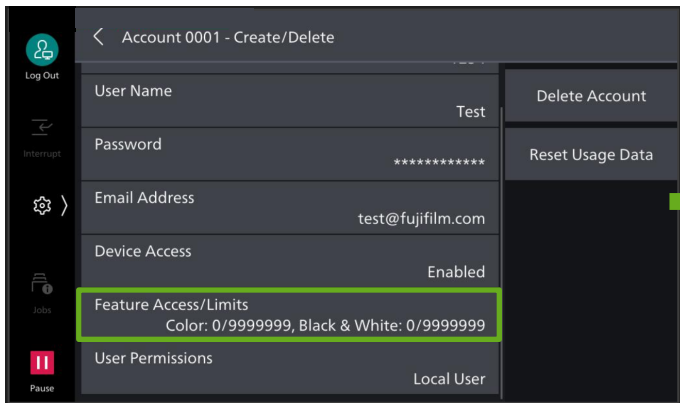 Account 0001 - Create/Delete
Log Out
User Name
Test
Delete Account
Interrupt
Password
************
Reset Usage Data
Email Address
test@fujifilm.com
Device Access
Enabled
Jobs
Feature Access/Limits
Color: 0/9999999, Black & White: 0/9999999
User Permissions
Local User
Pause